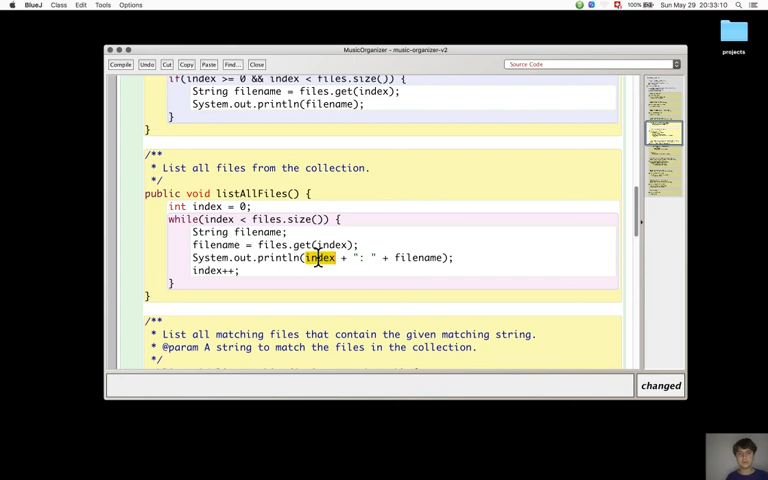 BlueJ Class Edit Tools Options 100% Sun May 29 20:33:10
MusicOrganizer - music-organizer-v2
Compile Undo Cut Copy Paste Find... Close Source Code
projects
if(index >= 0 && index < files.size()) {
String filename = files.get(index);
System.out.println(filename);
}
}
/**
* List all files from the collection.
*/
public void listAllFiles() {
int index = 0;
while(index < files.size()) {
String filename;
filename = files.get(index);
System.out.println(index + ": " + filename);
index++;
}
}
/**
* List all matching files that contain the given matching string.
* @param A string to match the files in the collection.
*/
changed